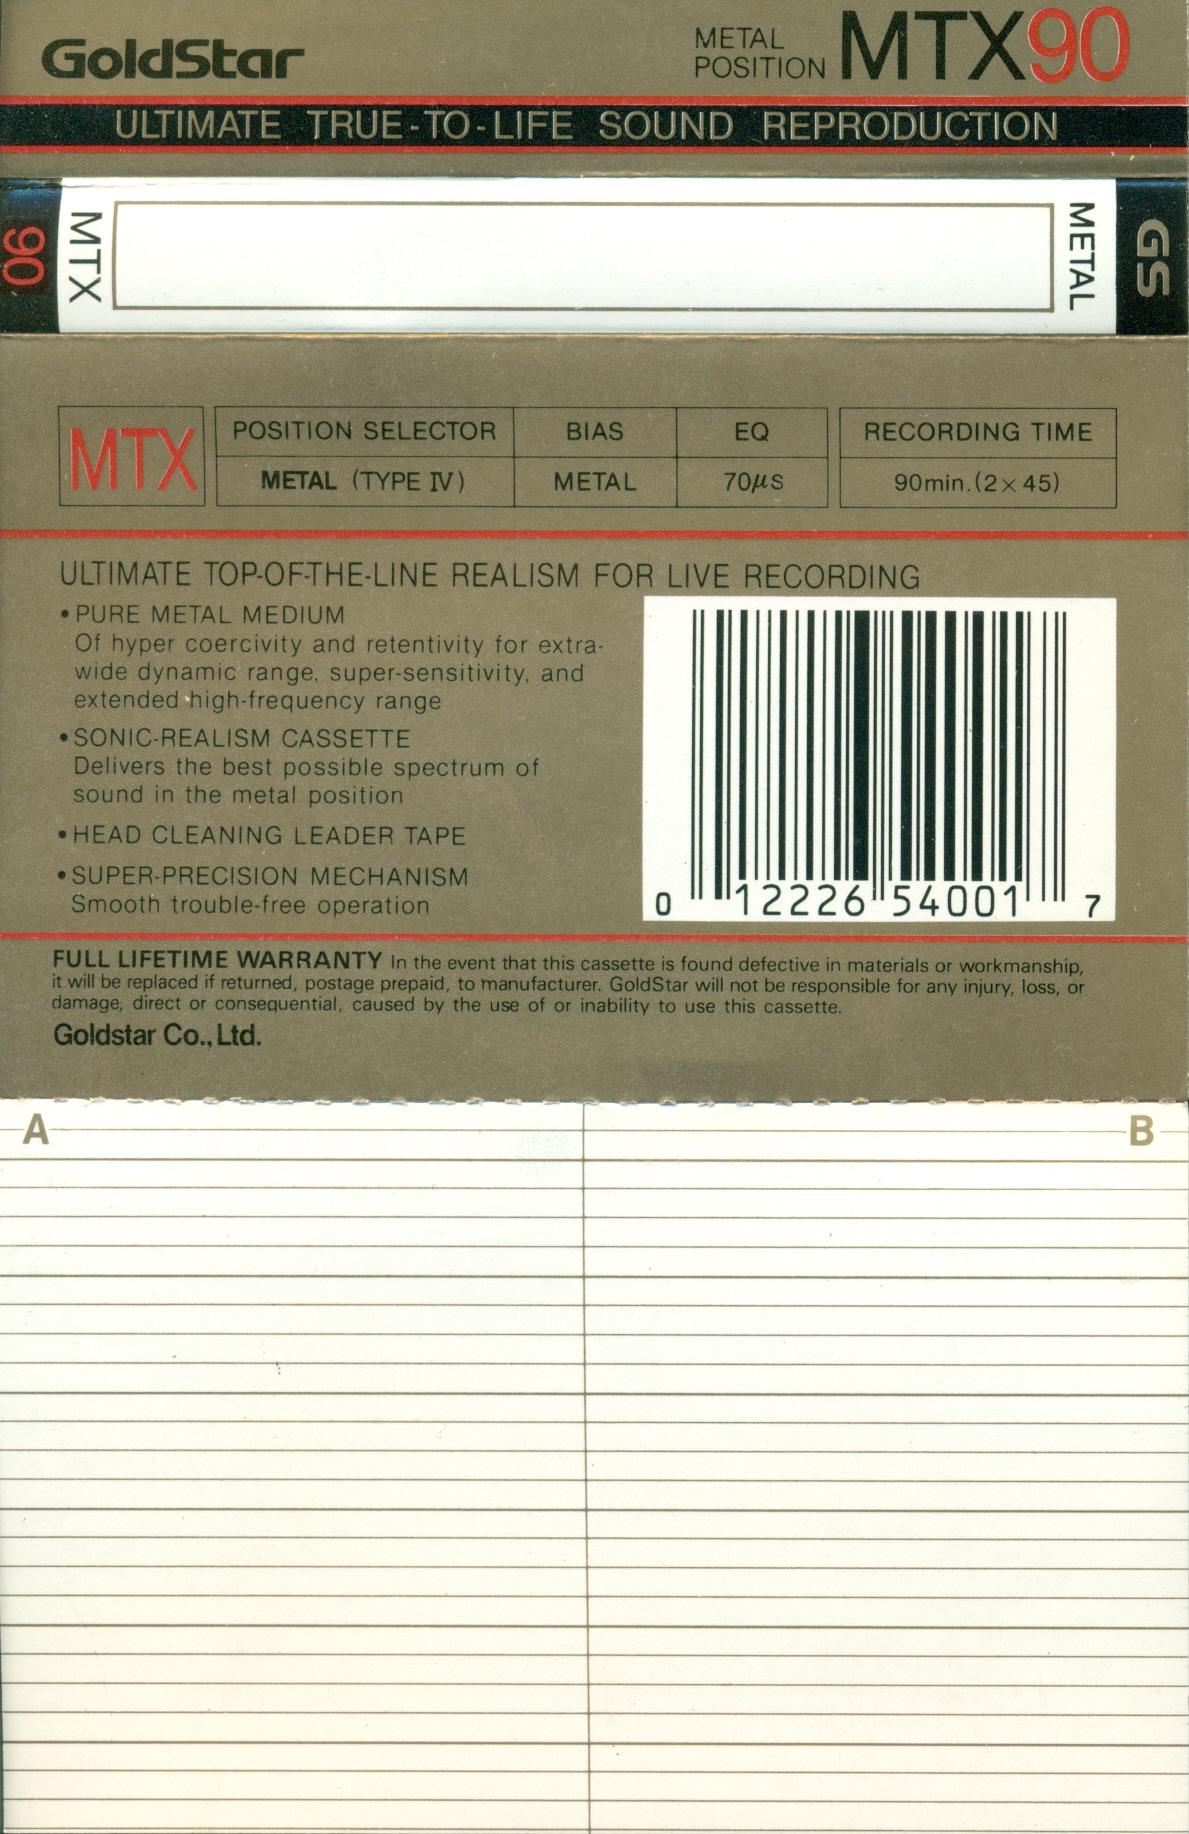 GoldStar
METAL
POSITION
MTX90
ULTIMATE TRUE-TO-LIFE SOUND REPRODUCTION
90
MTX
METAL
GS
MTX
POSITION SELECTOR BIAS EQ RECORDING TIME
METAL (TYPE IV) METAL 70µs 90min.(2×45)
ULTIMATE TOP-OF-THE-LINE REALISM FOR LIVE RECORDING
• PURE METAL MEDIUM
Of hyper coercivity and retentivity for extra-
wide dynamic range, super-sensitivity, and
extended high-frequency range
• SONIC-REALISM CASSETTE
Delivers the best possible spectrum of
sound in the metal position
• HEAD CLEANING LEADER TAPE
• SUPER-PRECISION MECHANISM
Smooth trouble-free operation
0 12226 54001 7
FULL LIFETIME WARRANTY In the event that this cassette is found defective in materials or workmanship,
it will be replaced if returned, postage prepaid, to manufacturer. GoldStar will not be responsible for any injury, loss, or
damage, direct or consequential, caused by the use of or inability to use this cassette.
Goldstar Co., Ltd.
A
B